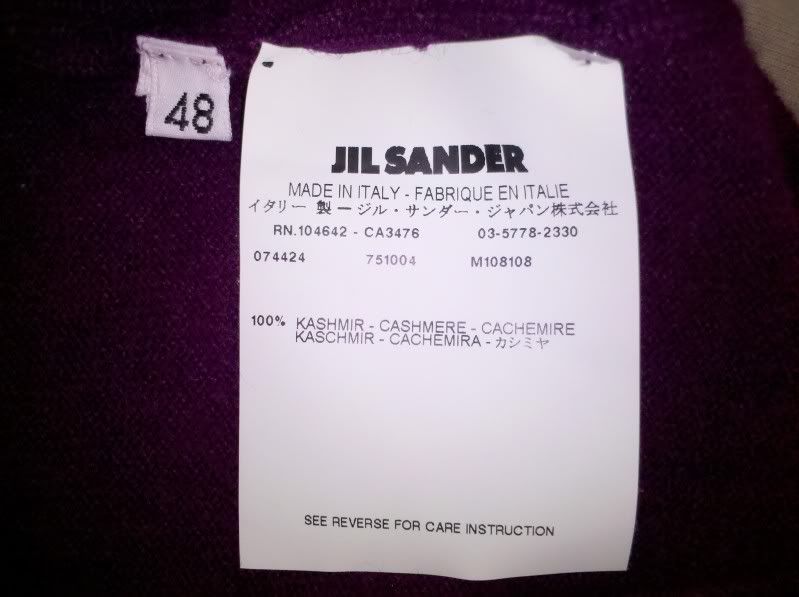 48
JIL SANDER
MADE IN ITALY - FABRIQUE EN ITALIE
イタリー 製 ー ジル・サンダー・ジャパン株式会社
RN.104642 - CA3476 03-5778-2330
074424 751004 M108108
100% KASHMIR - CASHMERE - CACHEMIRE
KASCHMIR - CACHEMIRA - カシミヤ
SEE REVERSE FOR CARE INSTRUCTION